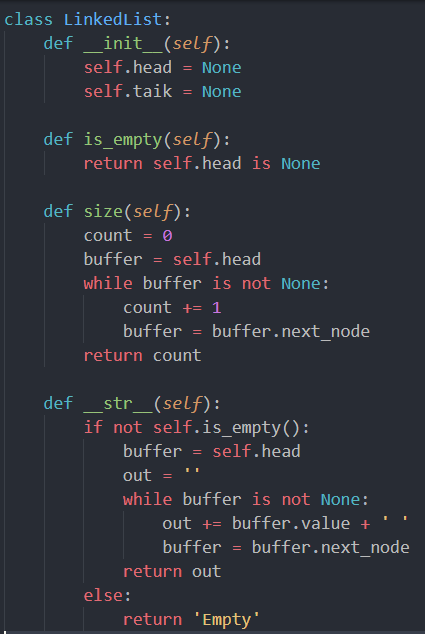 class LinkedList:
    def __init__(self):
        self.head = None
        self.taik = None
    def is_empty(self):
        return self.head is None
    def size(self):
        count = 0
        buffer = self.head
        while buffer is not None:
            count += 1
            buffer = buffer.next_node
        return count
    def __str__(self):
        if not self.is_empty():
            buffer = self.head
            out = ''
            while buffer is not None:
                out += buffer.value + ' '
                buffer = buffer.next_node
            return out
        else:
            return 'Empty'